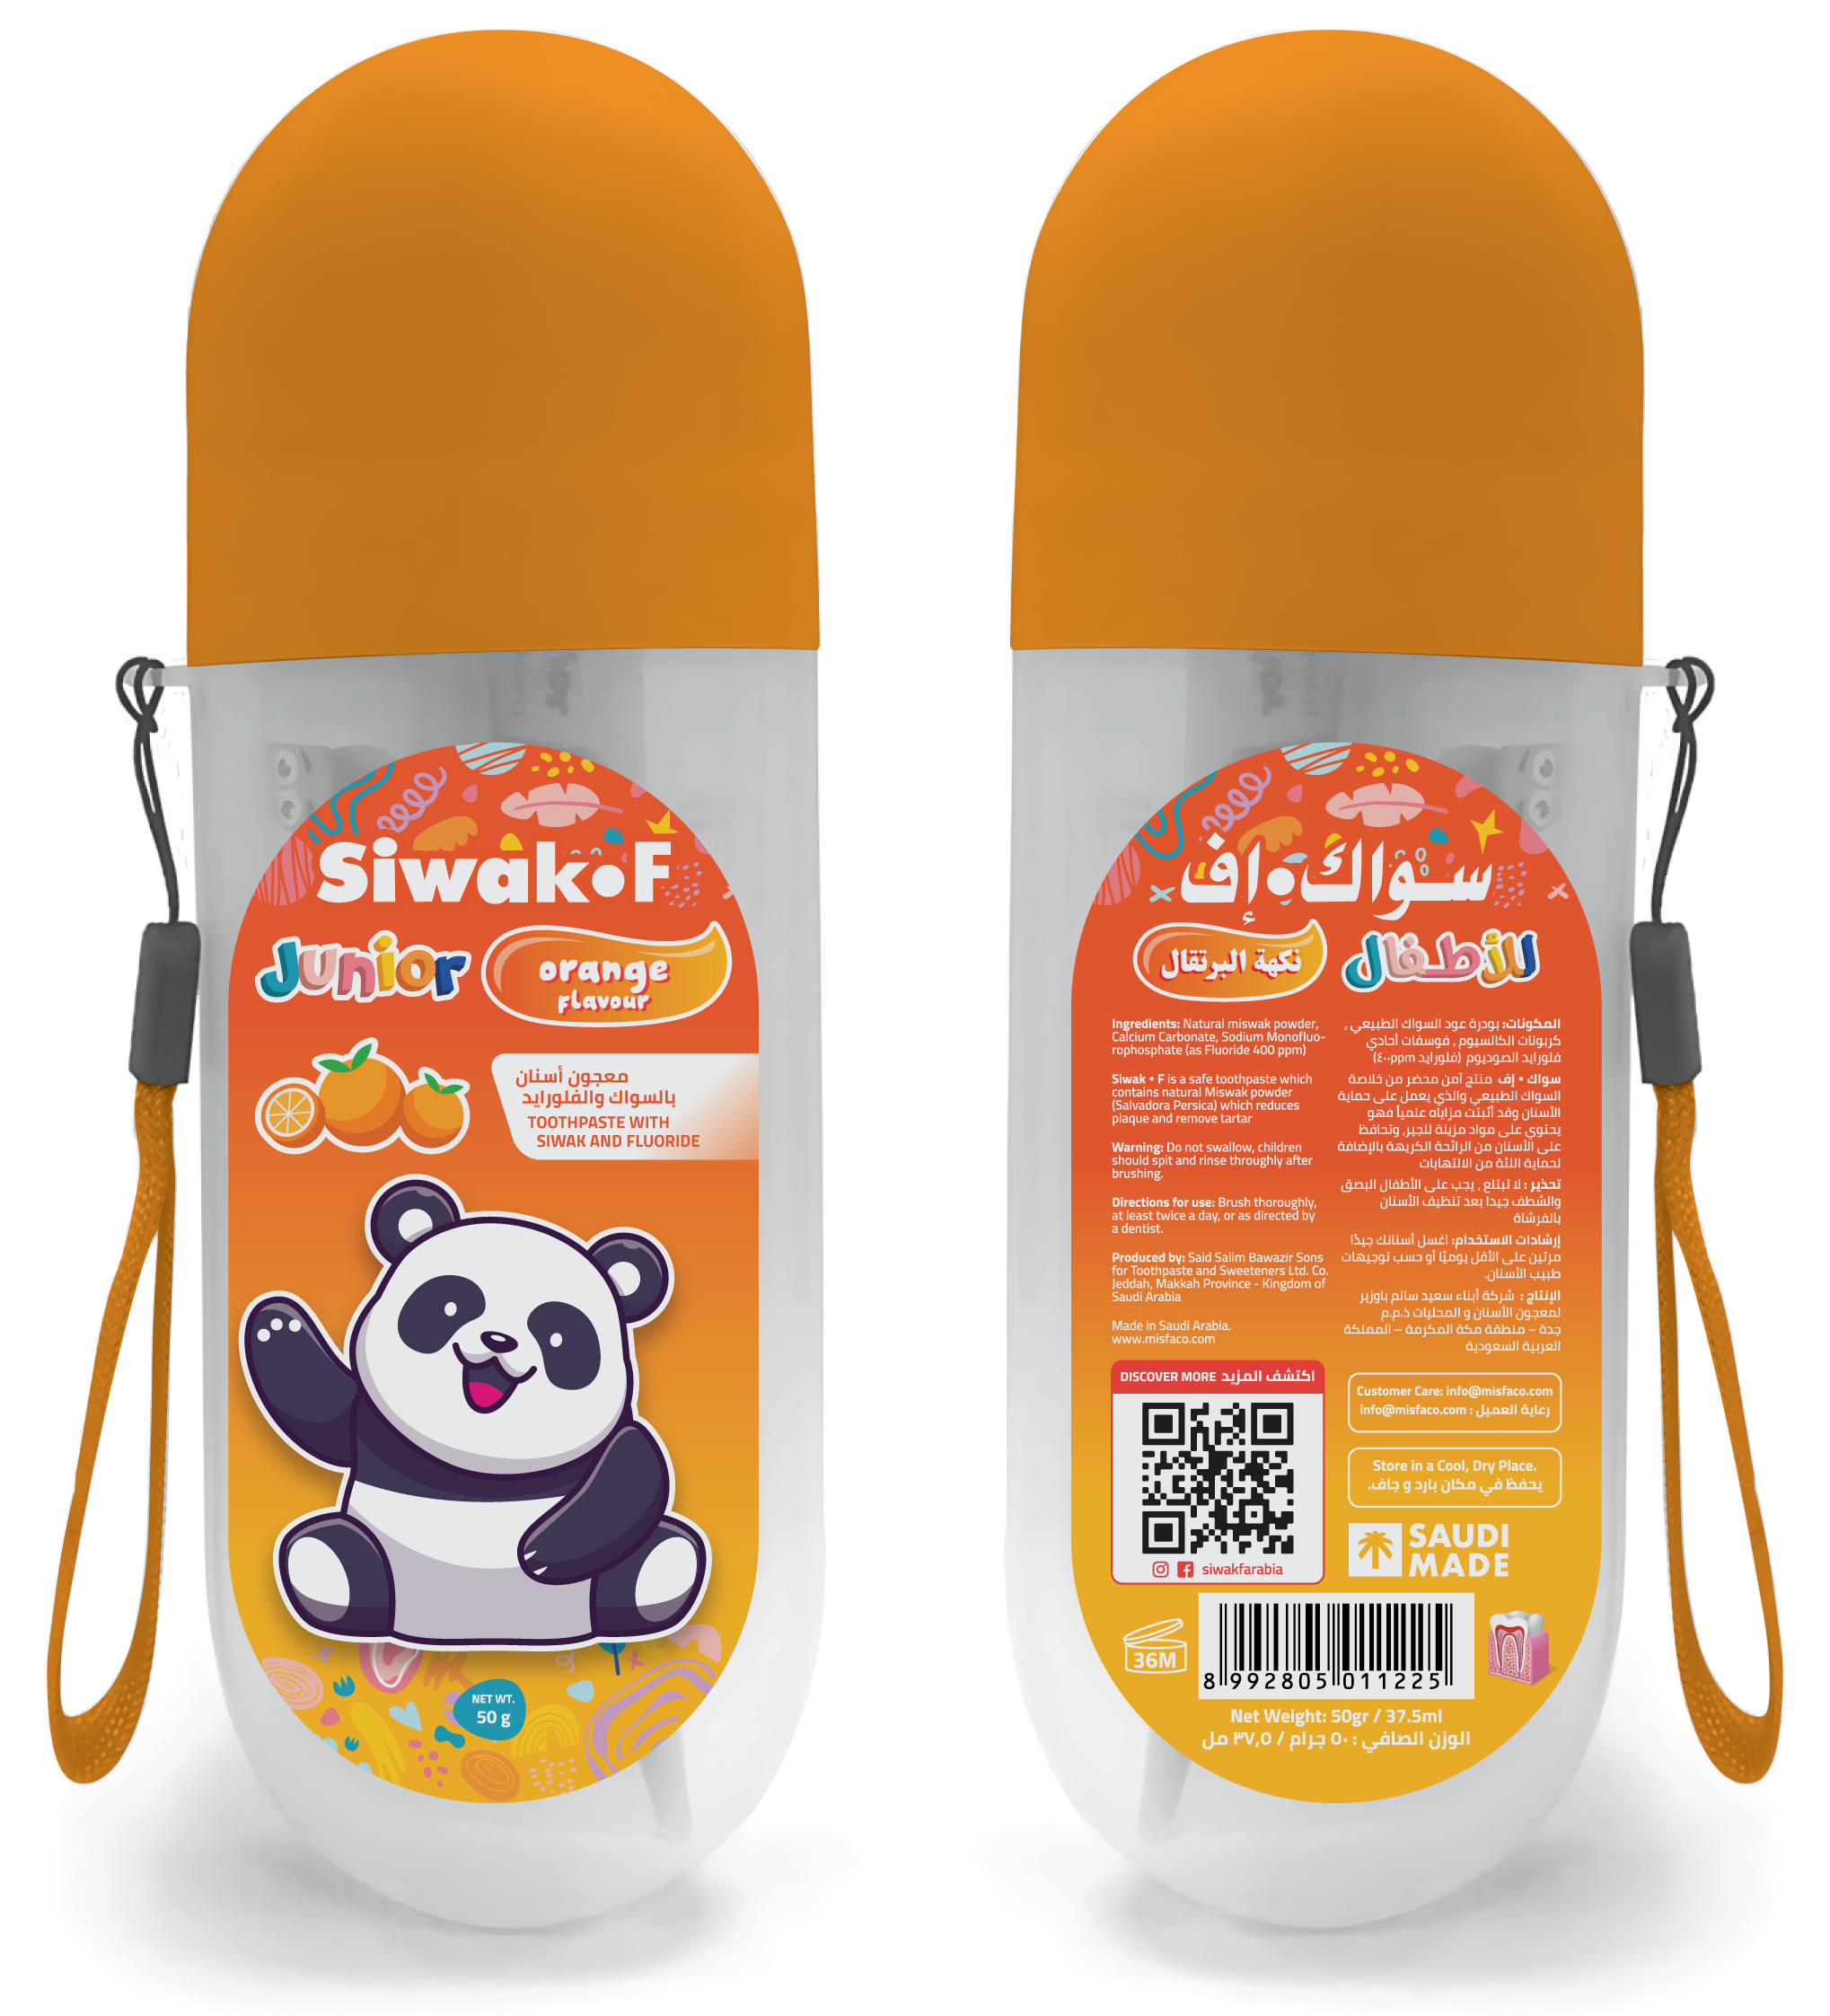 Siwak•F
Junior
orange
flavour
معجون أسنان
بالسواك والفلورايد
TOOTHPASTE WITH
SIWAK AND FLUORIDE
NET WT.
50 g
سواك•إف
للأطفال
نكهة البرتقال
Ingredients: Natural miswak powder,
Calcium Carbonate, Sodium Monofluo-
rophosphate (as Fluoride 400 ppm)
Siwak • F is a safe toothpaste which
contains natural Miswak powder
(Salvadora Persica) which reduces
plaque and remove tartar
Warning: Do not swallow, children
should spit and rinse throughly after
brushing.
Directions for use: Brush thoroughly,
at least twice a day, or as directed by
a dentist.
Produced by: Said Salim Bawazir Sons
for Toothpaste and Sweeteners Ltd. Co.
Jeddah, Makkah Province - Kingdom of
Saudi Arabia
Made in Saudi Arabia.
www.misfaco.com
المكونات: بودرة عود السواك الطبيعي ,
كربونات الكالسيوم , فوسفات أحادي
فلورايد الصوديوم (فلورايد ٤٠٠ppm)
سواك • إف منتج آمن محضر من خلاصة
السواك الطبيعي والذي يعمل على حماية
الأسنان وقد أثبتت مزاياه علمياً فهو
يحتوي على مواد مزيلة للجير, وتحافظ
على الأسنان من الرائحة الكريهة بالإضافة
لحماية اللثة من الالتهابات
تحذير : لا تبتلع , يجب على الأطفال البصق
والشطف جيدا بعد تنظيف الأسنان
بالفرشاة
إرشادات الاستخدام: اغسل أسنانك جيدًا
مرتين على الأقل يوميًا أو حسب توجيهات
طبيب الأسنان.
الإنتاج : شركة أبناء سعيد سالم باوزير
لمعجون الأسنان و المحليات ذ.م.م
جدة – منطقة مكة المكرمة – المملكة
العربية السعودية
DISCOVER MORE اكتشف المزيد
siwakfarabia
Customer Care: info@misfaco.com
رعاية العميل : info@misfaco.com
Store in a Cool, Dry Place.
يحفظ في مكان بارد و جاف.
SAUDI
MADE
36M
8 992805 011225
Net Weight: 50gr / 37.5ml
الوزن الصافي : ٥٠ جرام / ٣٧,٥ مل